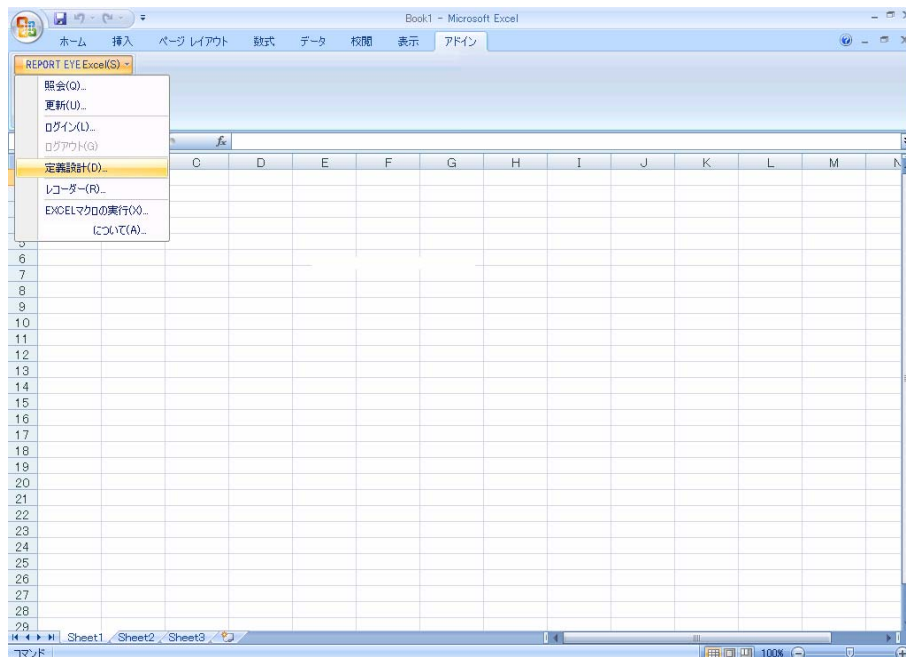 Book1 - Microsoft Excel
ホーム 挿入 ページ レイアウト 数式 データ 校閲 表示 アドイン
REPORT EYE Excel(S)
照会(Q)...
更新(U)...
ログイン(L)...
ログアウト(G)
定義設計(D)...
レコーダー(R)...
EXCELマクロの実行(X)...
について(A)...
fx
C D E F G H I J K L M N
5
6
7
8
9
10
11
12
13
14
15
16
17
18
19
20
21
22
23
24
25
26
27
28
29
Sheet1 Sheet2 Sheet3
コマンド 100%